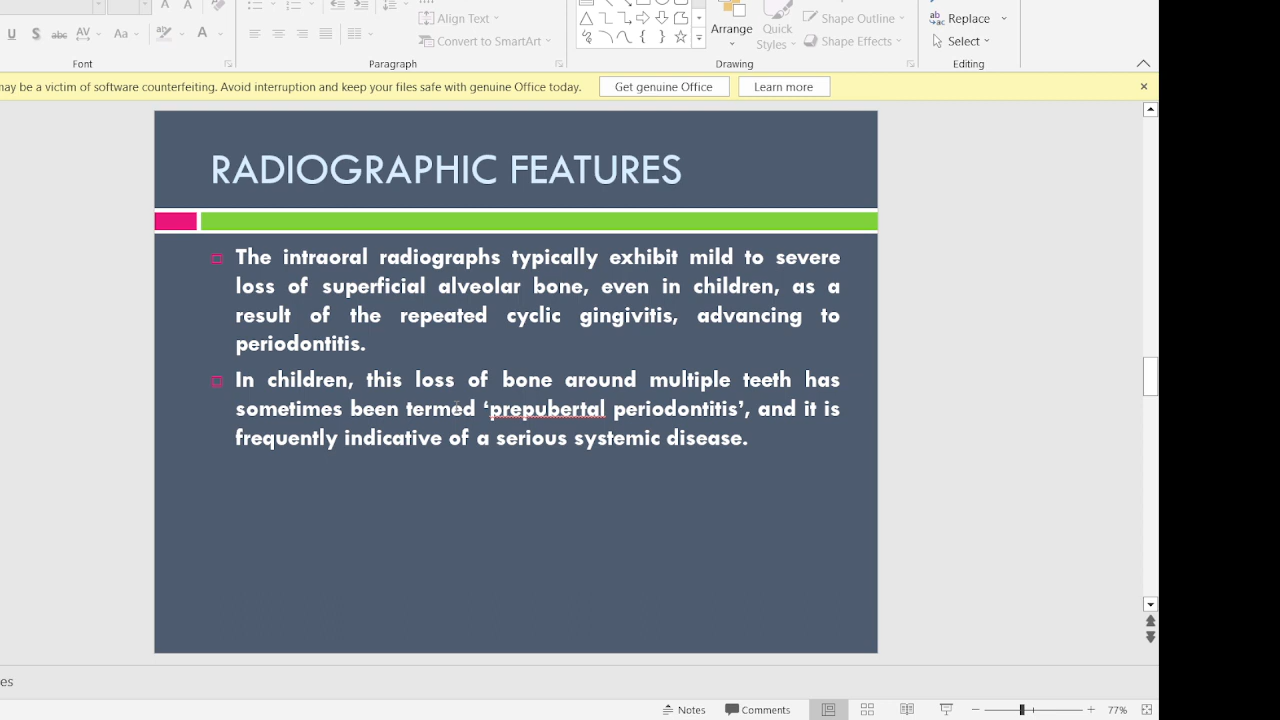 Align Text
Shape Outline
Replace
U S abc AV Aa A
Convert to SmartArt
Arrange
Quick
Styles
Shape Effects
Select
Font
Paragraph
Drawing
Editing
may be a victim of software counterfeiting. Avoid interruption and keep your files safe with genuine Office today.
Get genuine Office
Learn more
RADIOGRAPHIC FEATURES
The intraoral radiographs typically exhibit mild to severe
loss of superficial alveolar bone, even in children, as a
result of the repeated cyclic gingivitis, advancing to
periodontitis.
In children, this loss of bone around multiple teeth has
sometimes been termed ‘prepubertal periodontitis’, and it is
frequently indicative of a serious systemic disease.
es
Notes
Comments
77%